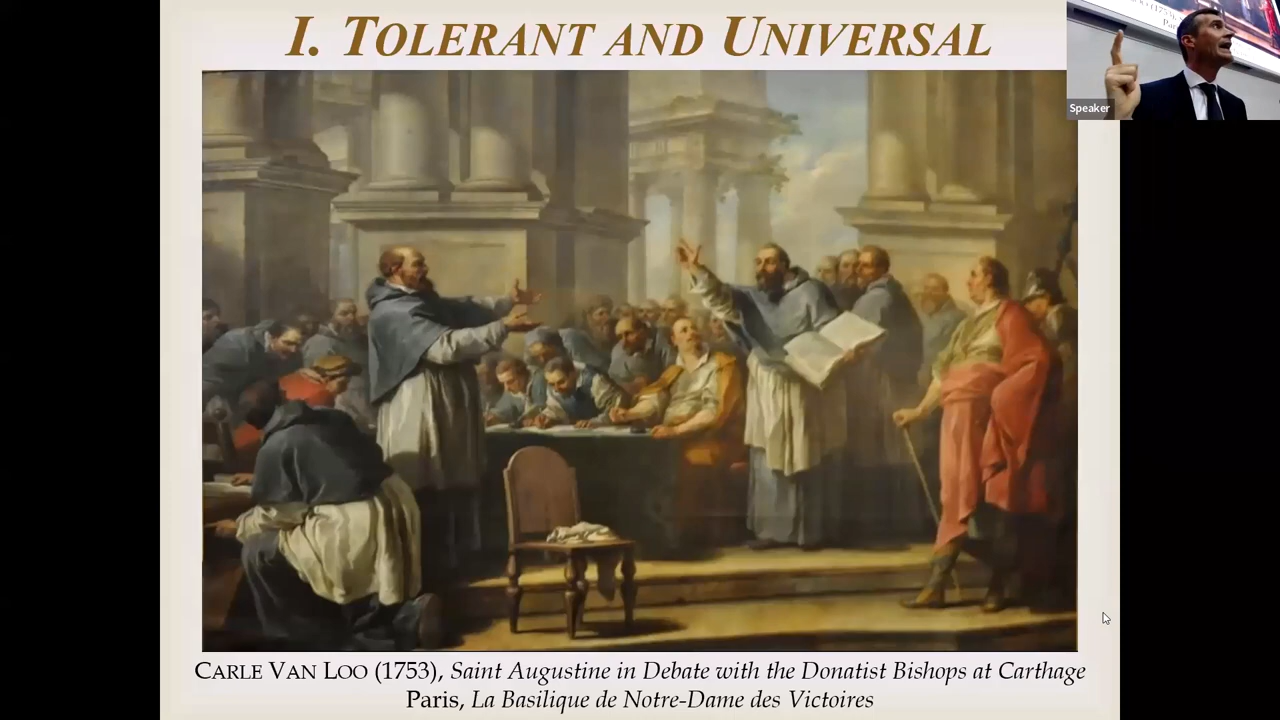 I. TOLERANT AND UNIVERSAL
Speaker
CARLE VAN LOO (1753), Saint Augustine in Debate with the Donatist Bishops at Carthage
Paris, La Basilique de Notre-Dame des Victoires